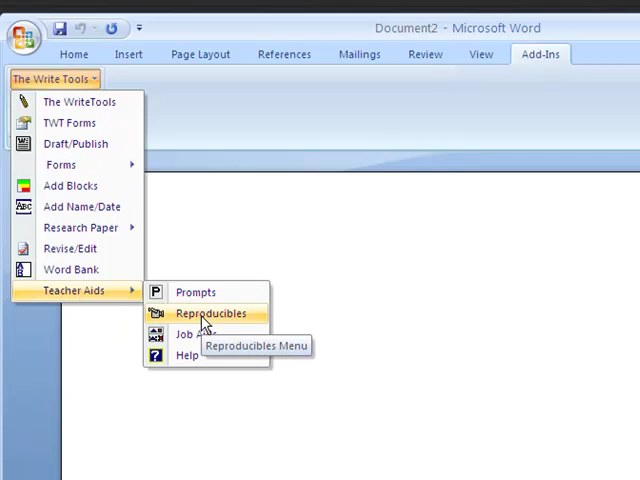 Document2 - Microsoft Word
Home Insert Page Layout References Mailings Review View Add-Ins
The Write Tools
The WriteTools
TWT Forms
Draft/Publish
Forms
Add Blocks
ABC Add Name/Date
Research Paper
Revise/Edit
A Word Bank
Teacher Aids
P Prompts
Reproducibles
Job
Reproducibles Menu
? Help